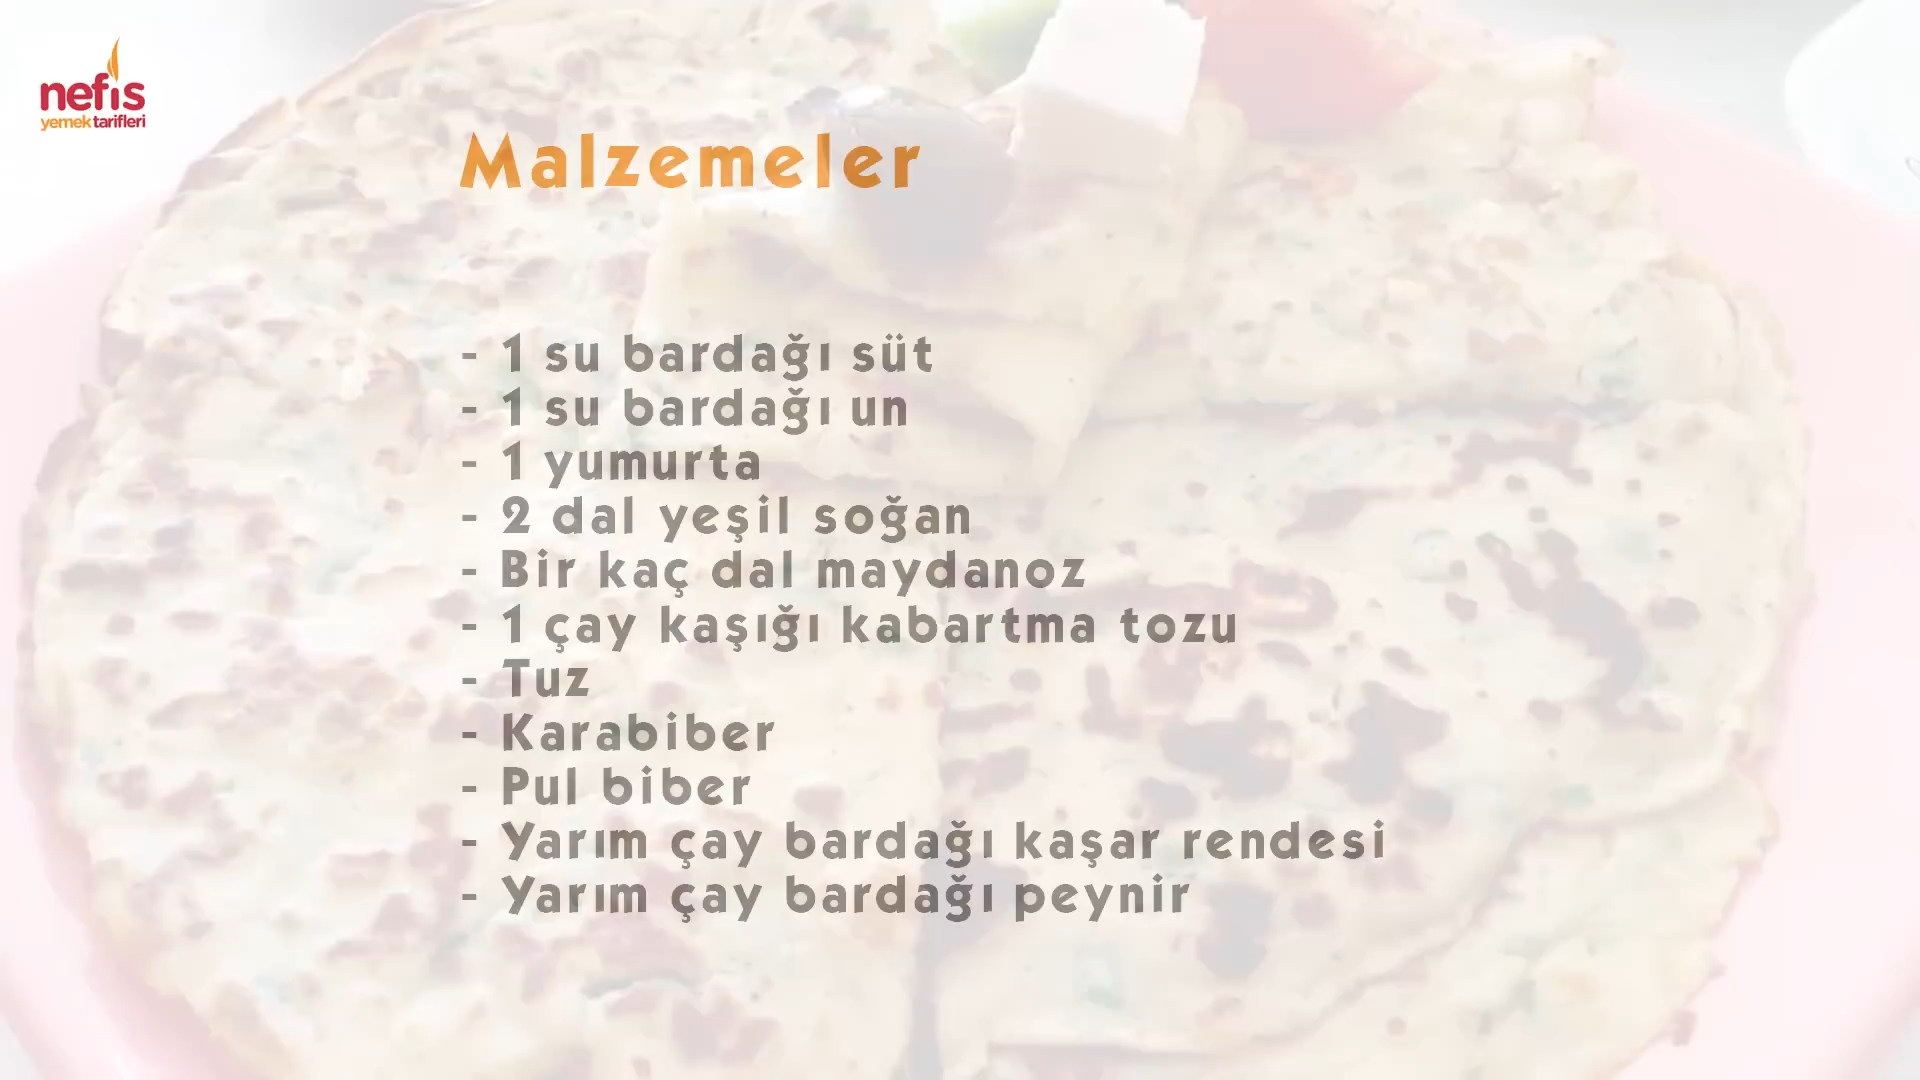 nefis
yemek tarifleri
Malzemeler
- 1 su bardağı süt
- 1 su bardağı un
- 1 yumurta
- 2 dal yeşil soğan
- Bir kaç dal maydanoz
- 1 çay kaşığı kabartma tozu
- Tuz
- Karabiber
- Pul biber
- Yarım çay bardağı kaşar rendesi
- Yarım çay bardağı peynir